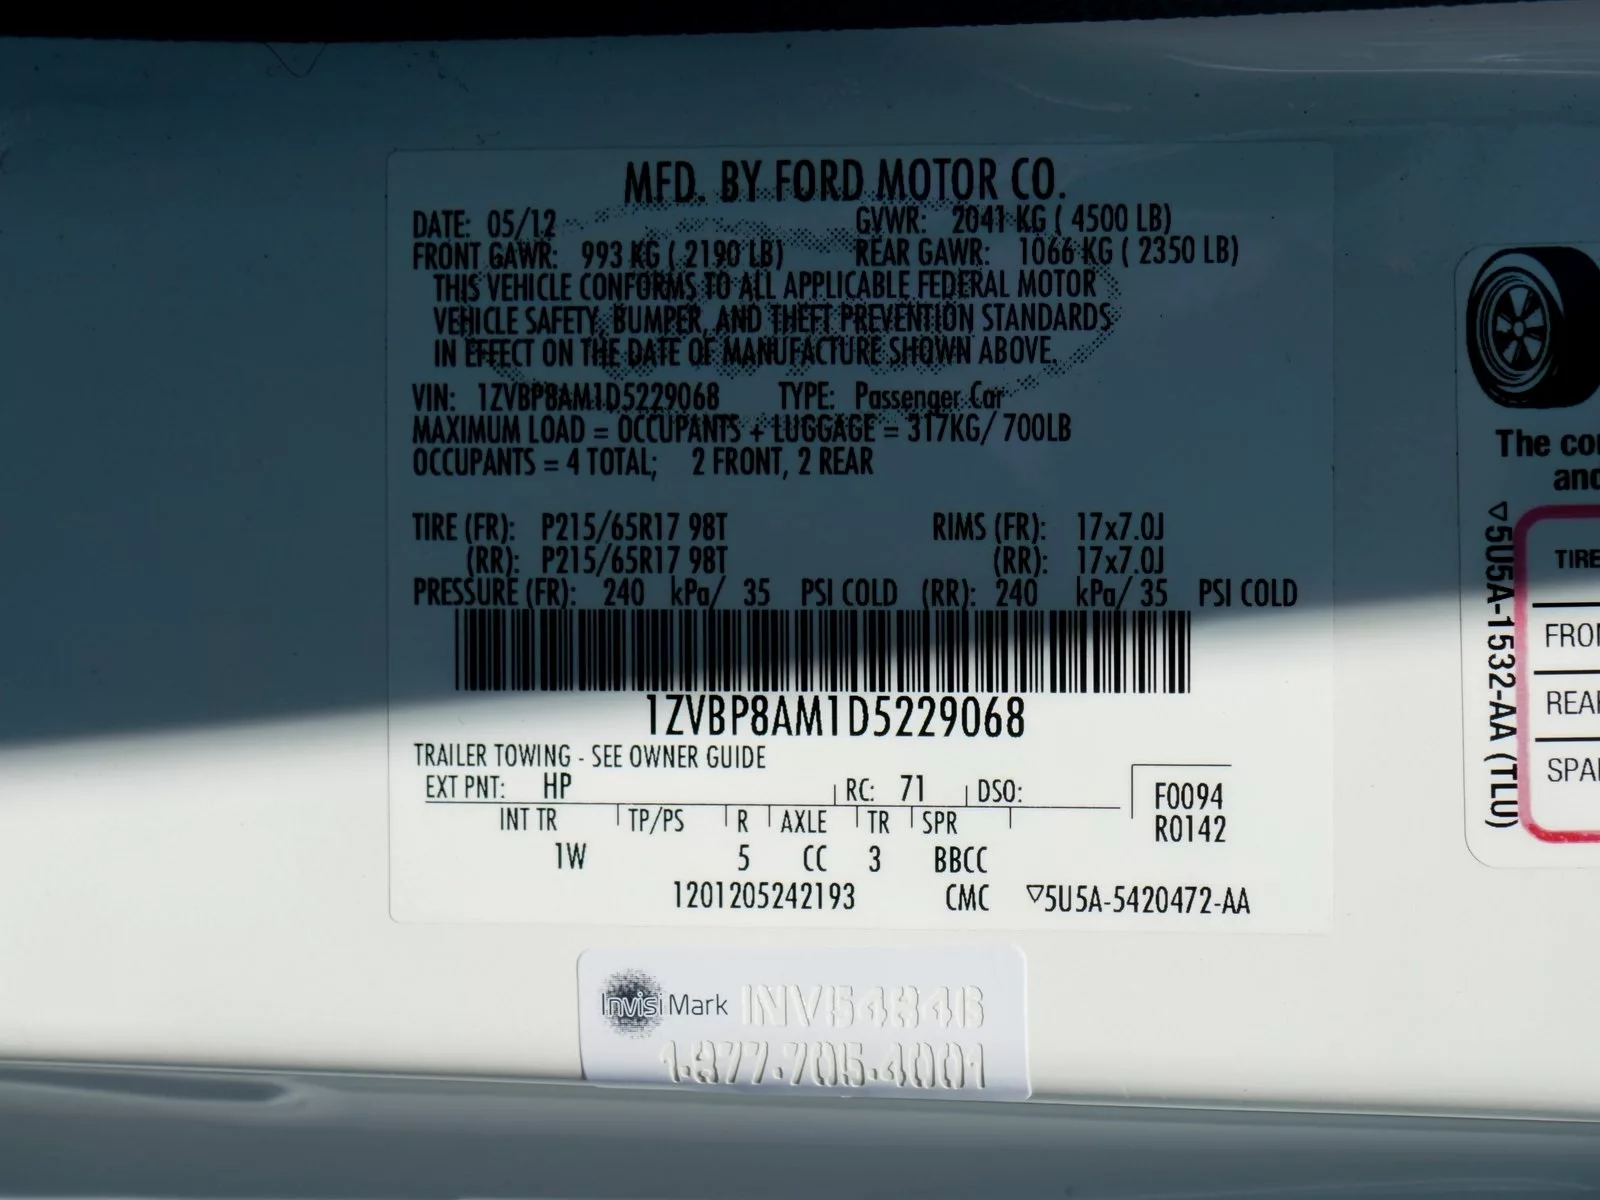 MFD. BY FORD MOTOR CO.
DATE: 05/12 GVWR: 2041 KG ( 4500 LB)
FRONT GAWR: 993 KG ( 2190 LB) REAR GAWR: 1066 KG ( 2350 LB)
THIS VEHICLE CONFORMS TO ALL APPLICABLE FEDERAL MOTOR
VEHICLE SAFETY, BUMPER, AND THEFT PREVENTION STANDARDS
IN EFFECT ON THE DATE OF MANUFACTURE SHOWN ABOVE.
VIN: 1ZVBP8AM1D5229068 TYPE: Passenger Car
MAXIMUM LOAD = OCCUPANTS + LUGGAGE = 317KG/ 700LB
OCCUPANTS = 4 TOTAL; 2 FRONT, 2 REAR
TIRE (FR): P215/65R17 98T RIMS (FR): 17x7.0J
(RR): P215/65R17 98T (RR): 17x7.0J
PRESSURE (FR): 240 kPa/ 35 PSI COLD (RR): 240 kPa/ 35 PSI COLD
1ZVBP8AM1D5229068
TRAILER TOWING - SEE OWNER GUIDE
EXT PNT: HP RC: 71 DSO:
F0094
R0142
INT TR TP/PS R AXLE TR SPR
1W 5 CC 3 BBCC
1201205242193 CMC ▽5U5A-5420472-AA
InvisiMark INV54846
1.877.705.4001
The
▽5U5A-1532-AA (TLU)
TIRE